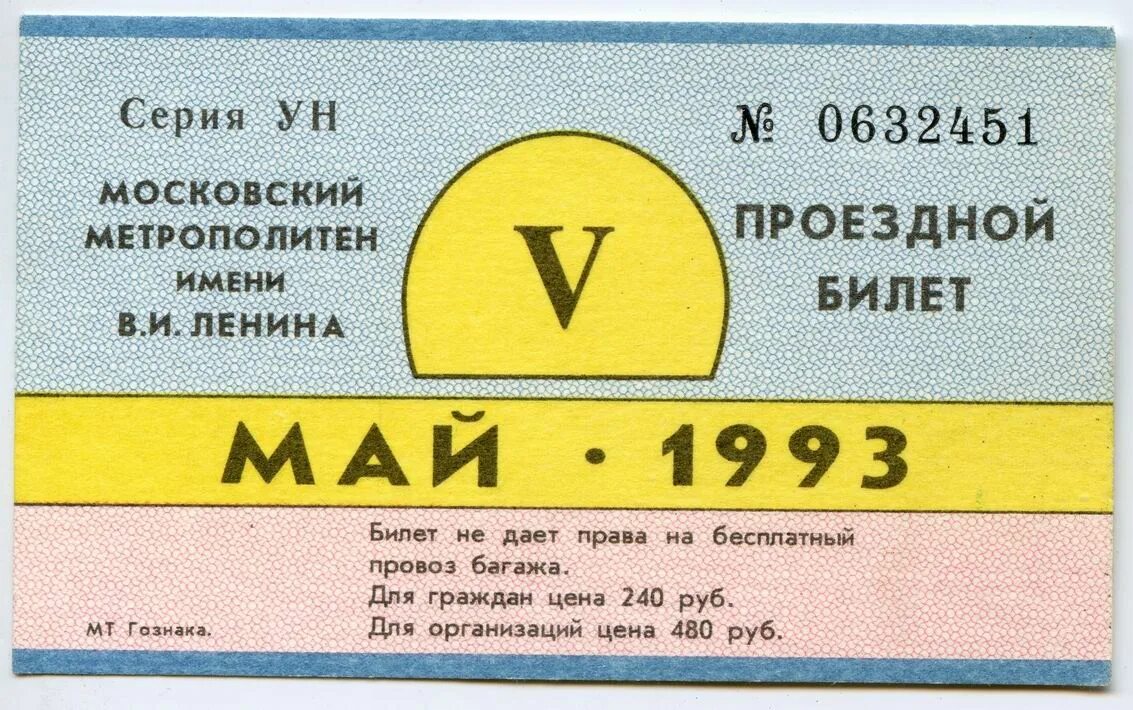 Серия УН
№ 0632451
МОСКОВСКИЙ
МЕТРОПОЛИТЕН
ИМЕНИ
В.И. ЛЕНИНА
V
ПРОЕЗДНОЙ
БИЛЕТ
МАЙ · 1993
Билет не дает права на бесплатный
провоз багажа.
Для граждан цена 240 руб.
Для организаций цена 480 руб.
МТ Гознака.